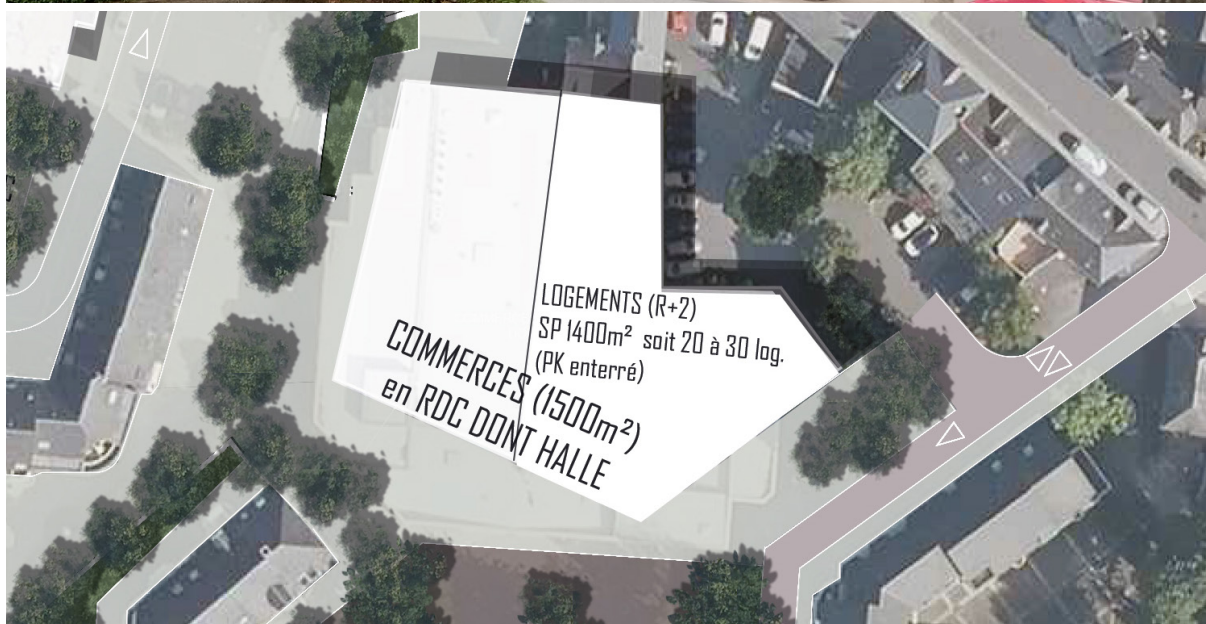 LOGEMENTS (R+2)
SP 1400m² soit 20 à 30 log.
(PK enterré)
COMMERCES (1500m²)
en RDC DONT HALLE